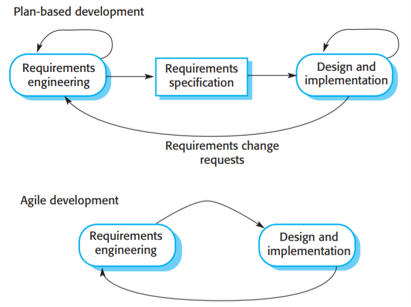 Plan-based development
Requirements
engineering
Requirements
specification
Design and
implementation
Requirements change
requests
Agile development
Requirements
engineering
Design and
implementation